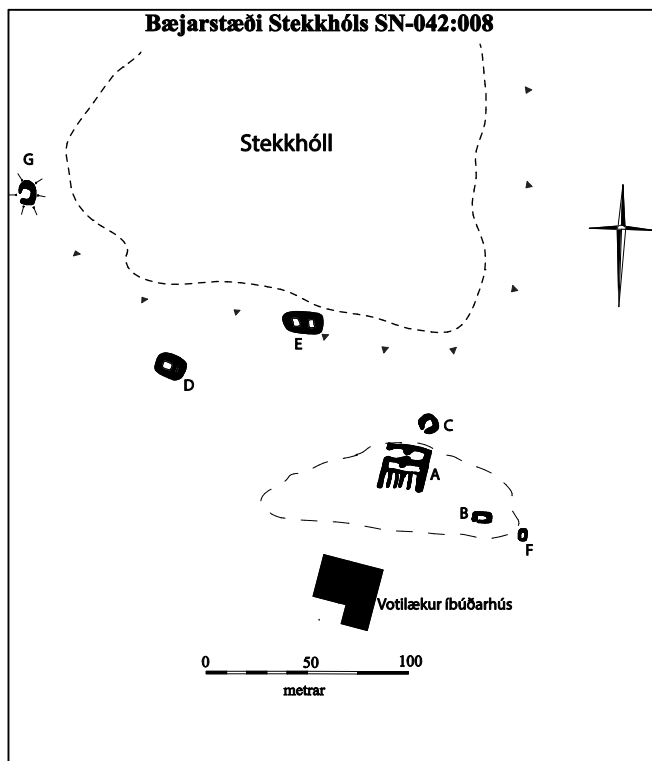 Bæjarstæði Stekkhóls SN-042:008
Stekkhóll
G
E
D
C
A
B
F
Votilækur íbúðarhús
0 50 100
metrar